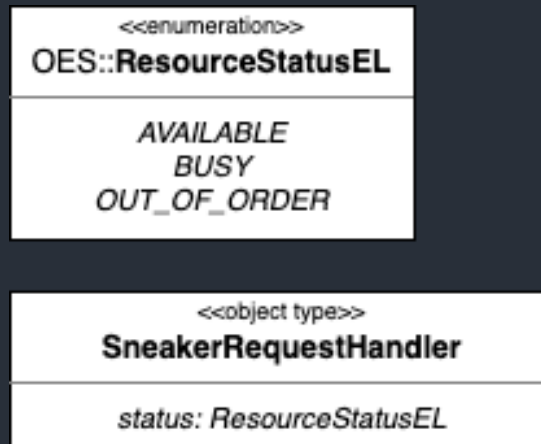 <<enumeration>>
OES::ResourceStatusEL
AVAILABLE
BUSY
OUT_OF_ORDER
<<object type>>
SneakerRequestHandler
status: ResourceStatusEL